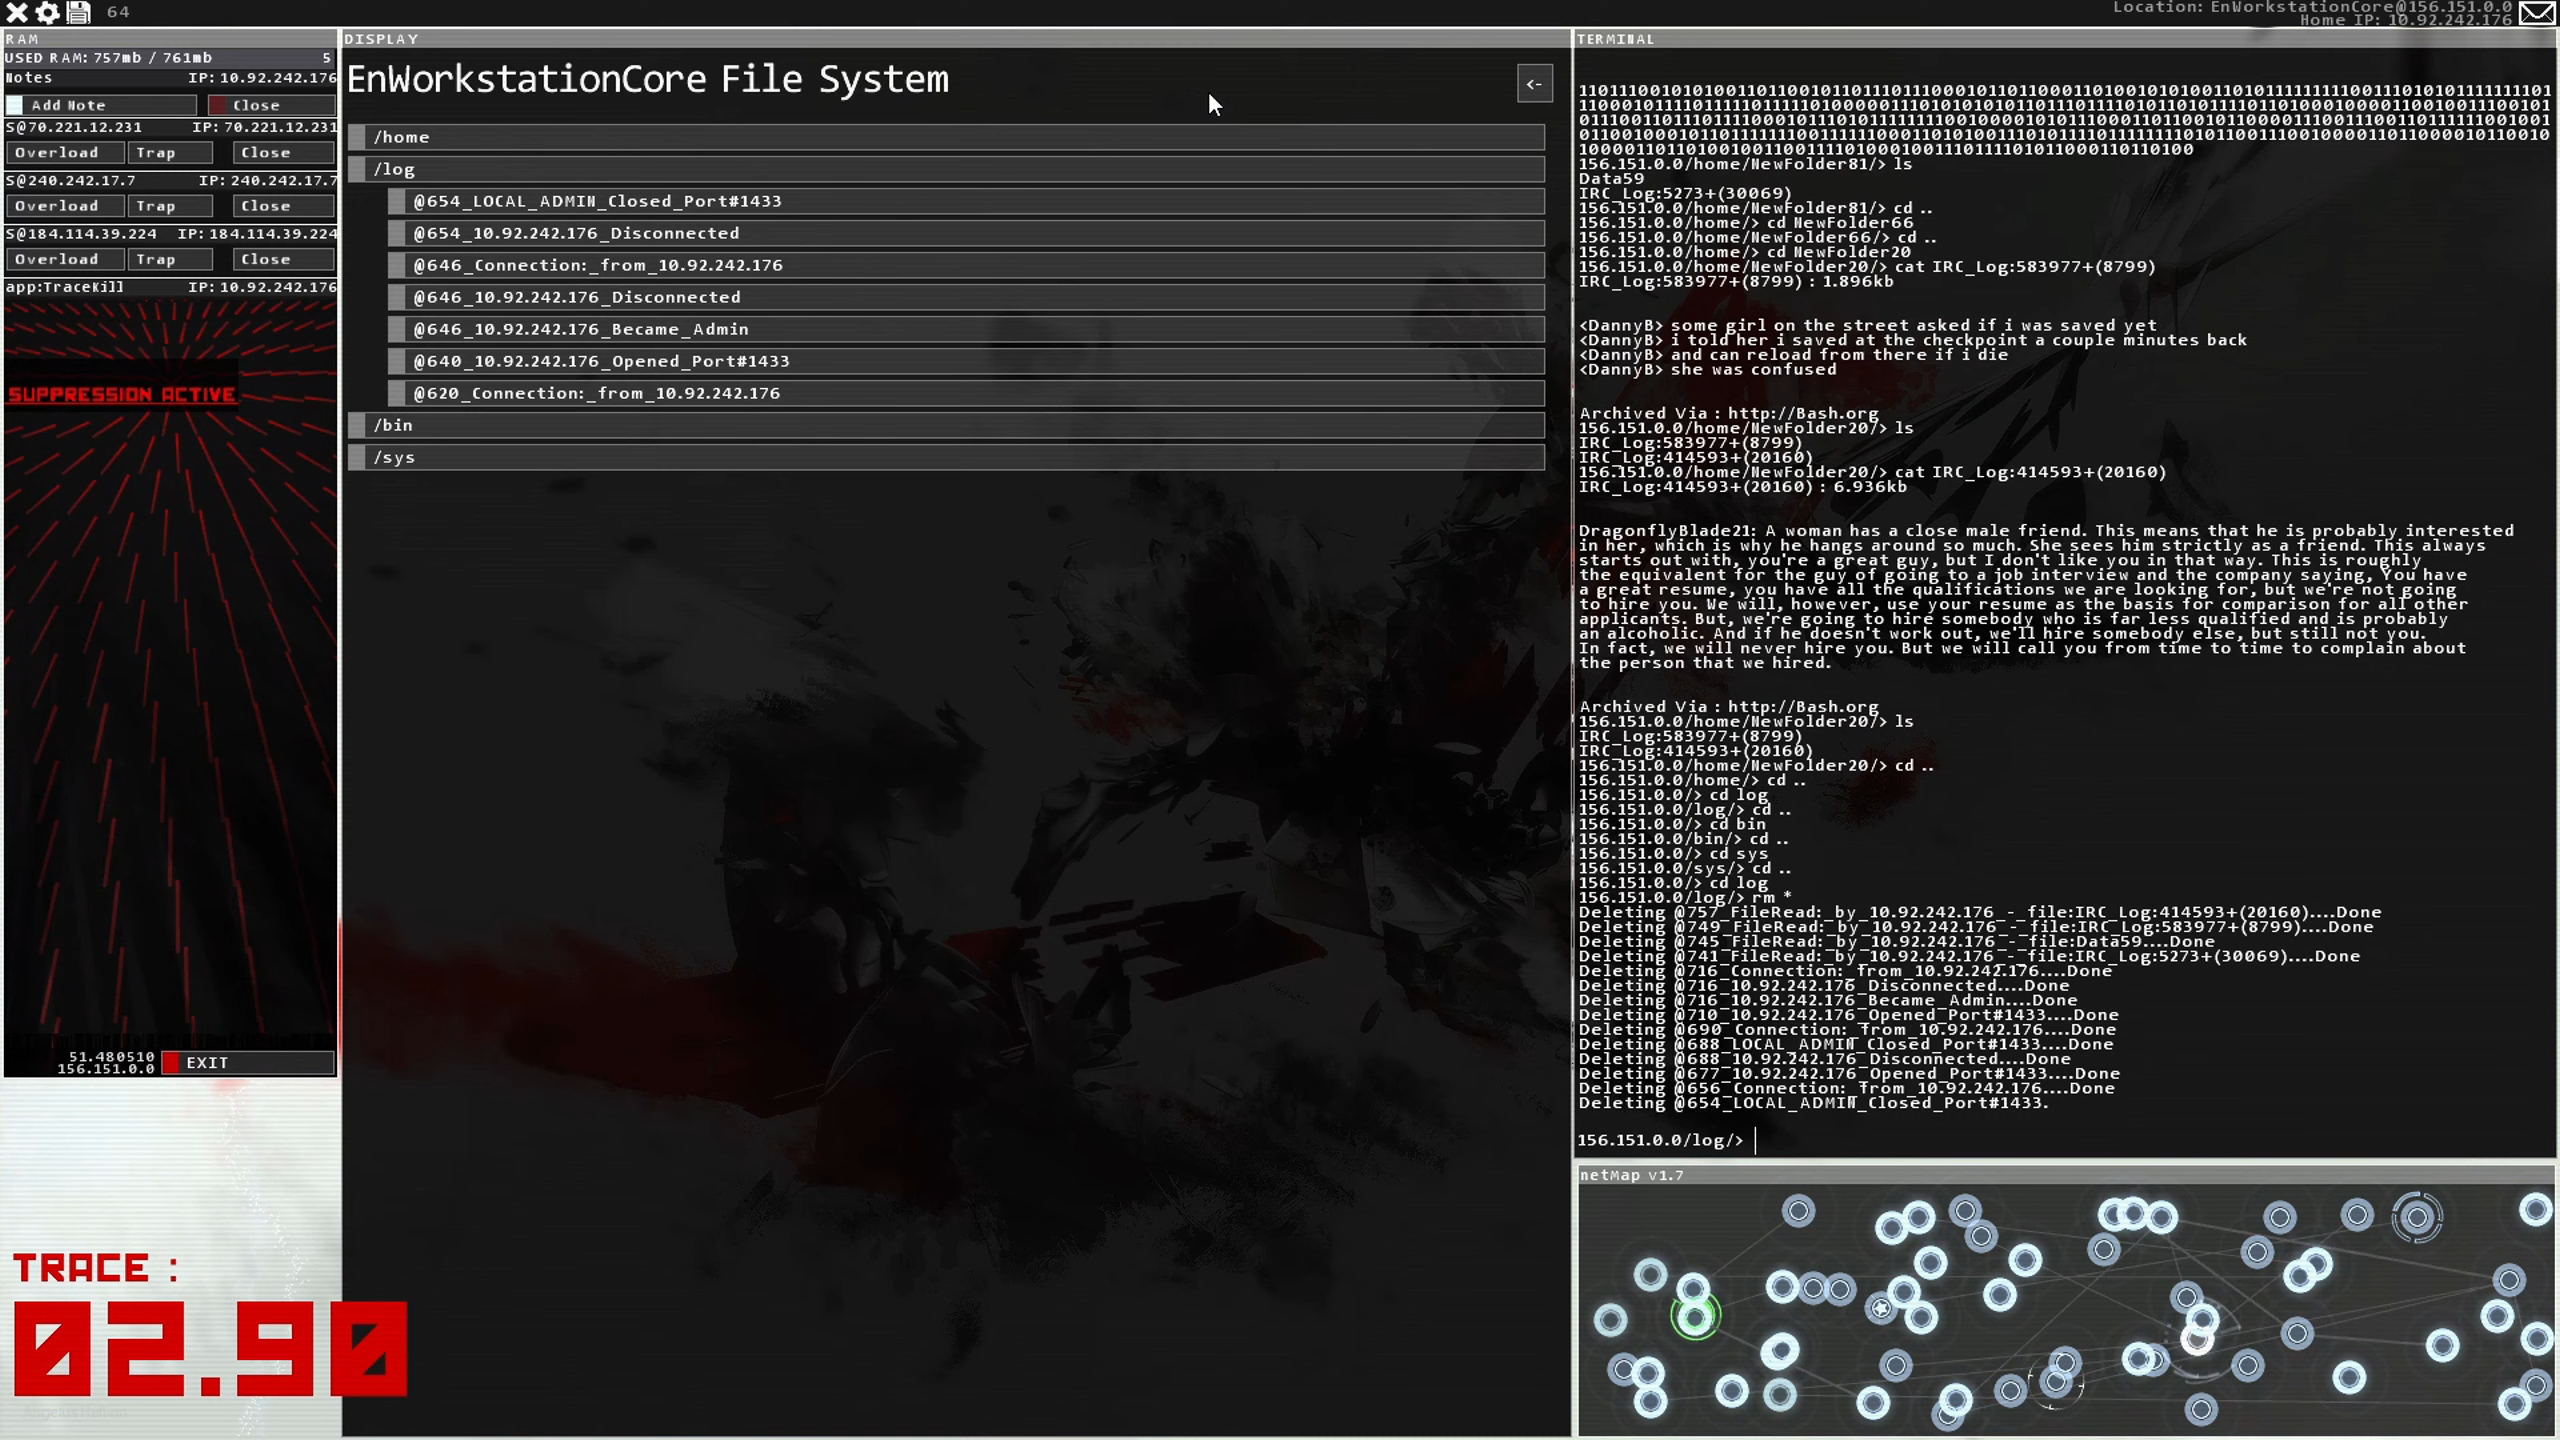 64
Location: EnWorkstationCore@156.151.0.0
Home IP: 10.92.242.176
RAM
USED RAM: 757mb / 761mb 5
Notes IP: 10.92.242.176
Add Note Close
S@70.221.12.231 IP: 70.221.12.231
Overload Trap Close
S@240.242.17.7 IP: 240.242.17.7
Overload Trap Close
S@184.114.39.224 IP: 184.114.39.224
Overload Trap Close
app:TraceKill IP: 10.92.242.176
SUPPRESSION ACTIVE
51.480510
156.151.0.0
EXIT
TRACE :
02.90
DISPLAY
EnWorkstationCore File System
<-
/home
/log
@654_LOCAL_ADMIN_Closed_Port#1433
@654_10.92.242.176_Disconnected
@646_Connection:_from_10.92.242.176
@646_10.92.242.176_Disconnected
@646_10.92.242.176_Became_Admin
@640_10.92.242.176_Opened_Port#1433
@620_Connection:_from_10.92.242.176
/bin
/sys
TERMINAL
156.151.0.0/home/NewFolder81/> ls
Data59
IRC_Log:5273+(30069)
156.151.0.0/home/NewFolder81/> cd ..
156.151.0.0/home/> cd NewFolder66
156.151.0.0/home/NewFolder66/> cd ..
156.151.0.0/home/> cd NewFolder20
156.151.0.0/home/NewFolder20/> cat IRC_Log:583977+(8799)
IRC_Log:583977+(8799) : 1.896kb
<DannyB> some girl on the street asked if i was saved yet
<DannyB> i told her i saved at the checkpoint a couple minutes back
<DannyB> and can reload from there if i die
<DannyB> she was confused
Archived Via : http://Bash.org
156.151.0.0/home/NewFolder20/> ls
IRC_Log:583977+(8799)
IRC_Log:414593+(20160)
156.151.0.0/home/NewFolder20/> cat IRC_Log:414593+(20160)
IRC_Log:414593+(20160) : 6.936kb
DragonflyBlade21: A woman has a close male friend. This means that he is probably interested
in her, which is why he hangs around so much. She sees him strictly as a friend. This always
starts out with, you're a great guy, but I don't like you in that way. This is roughly
the equivalent for the guy of going to a job interview and the company saying, You have
a great resume, you have all the qualifications we are looking for, but we're not going
to hire you. We will, however, use your resume as the basis for comparison for all other
applicants. But, we're going to hire somebody who is far less qualified and is probably
an alcoholic. And if he doesn't work out, we'll hire somebody else, but still not you.
In fact, we will never hire you. But we will call you from time to time to complain about
the person that we hired.
Archived Via : http://Bash.org
156.151.0.0/home/NewFolder20/> ls
IRC_Log:583977+(8799)
IRC_Log:414593+(20160)
156.151.0.0/home/NewFolder20/> cd ..
156.151.0.0/home/> cd ..
156.151.0.0/> cd log
156.151.0.0/log/> cd ..
156.151.0.0/> cd bin
156.151.0.0/bin/> cd ..
156.151.0.0/> cd sys
156.151.0.0/sys/> cd ..
156.151.0.0/> cd log
156.151.0.0/log/> rm *
Deleting @757_FileRead:_by_10.92.242.176_-_file:IRC_Log:414593+(20160)....Done
Deleting @749_FileRead:_by_10.92.242.176_-_file:IRC_Log:583977+(8799)....Done
Deleting @745_FileRead:_by_10.92.242.176_-_file:Data59....Done
Deleting @741_FileRead:_by_10.92.242.176_-_file:IRC_Log:5273+(30069)....Done
Deleting @716_Connection:_from_10.92.242.176....Done
Deleting @716_10.92.242.176_Disconnected....Done
Deleting @716_10.92.242.176_Became_Admin....Done
Deleting @710_10.92.242.176_Opened_Port#1433....Done
Deleting @690_Connection:_from_10.92.242.176....Done
Deleting @688_LOCAL_ADMIN_Closed_Port#1433....Done
Deleting @688_10.92.242.176_Disconnected....Done
Deleting @677_10.92.242.176_Opened_Port#1433....Done
Deleting @656_Connection:_from_10.92.242.176....Done
Deleting @654_LOCAL_ADMIN_Closed_Port#1433.
156.151.0.0/log/>
netMap v1.7